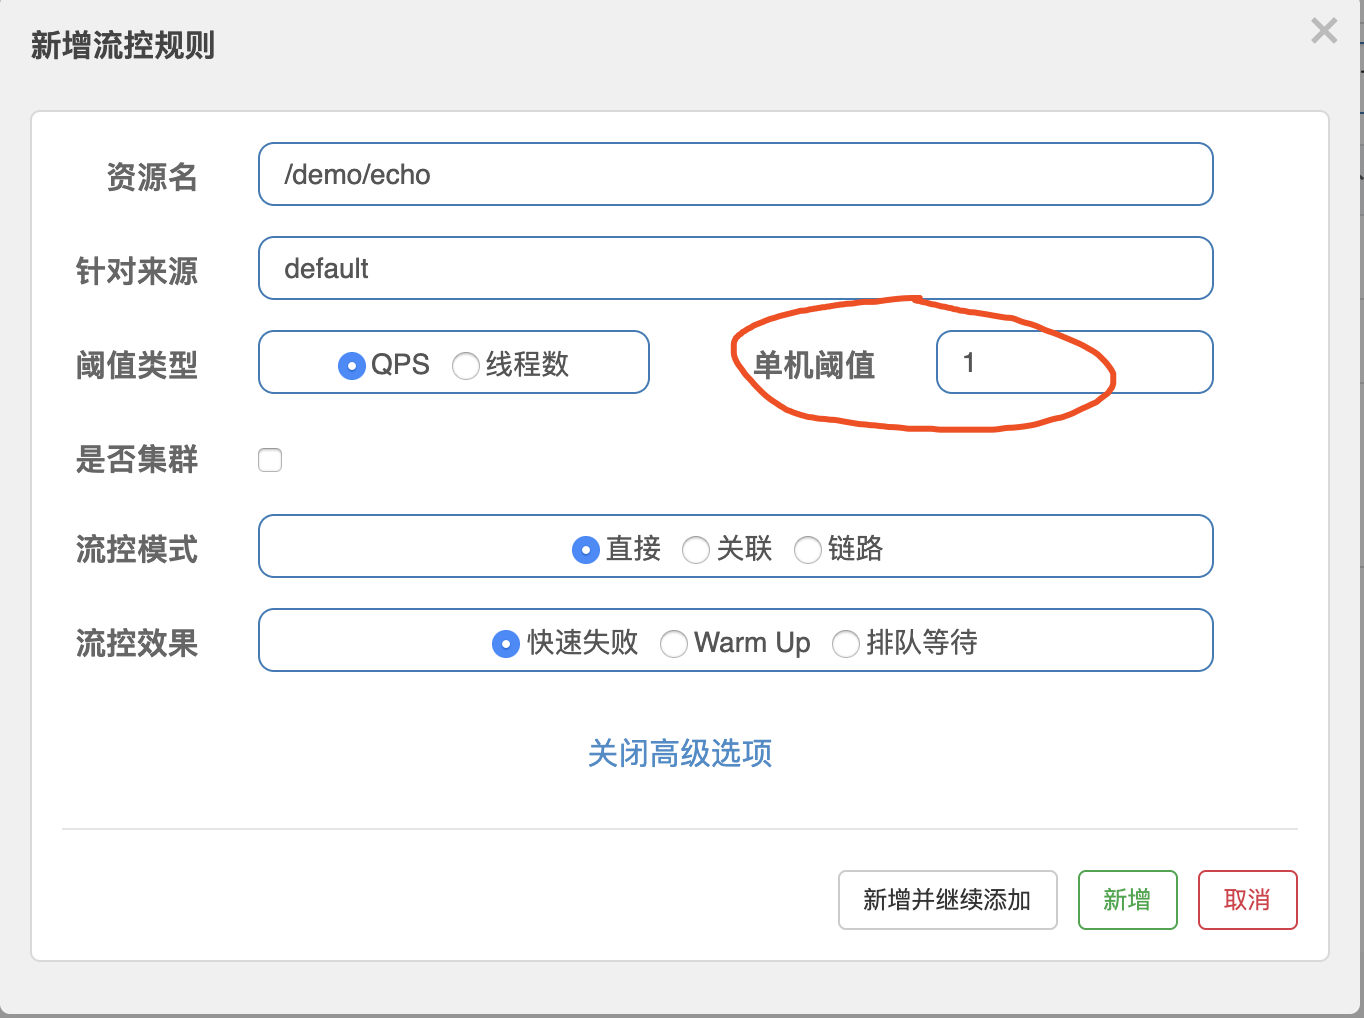 新增流控规则
资源名 /demo/echo
针对来源 default
阈值类型 QPS 线程数 单机阈值 1
是否集群
流控模式 直接 关联 链路
流控效果 快速失败 Warm Up 排队等待
关闭高级选项
新增并继续添加 新增 取消